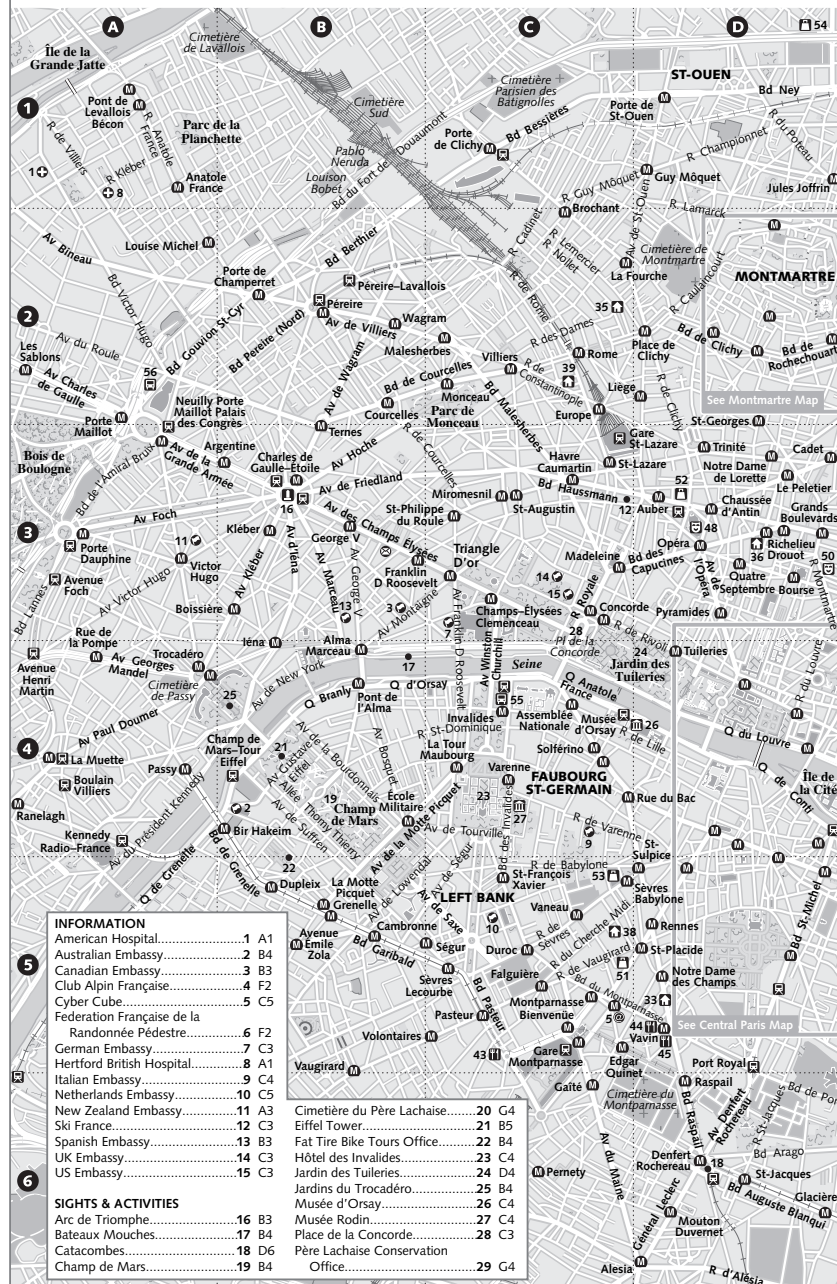 A
B
C
D
54
Cimetière
de Lavallois
Île de la
Grande Jatte
Pont de
Levallois
Bécon
R Anatole
France
Parc de la
Planchette
R de Villiers
R Kléber
1
8
Anatole
France
Cimetière
Sud
Pablo
Neruda
Louison
Bobet
Bd du Fort de Douaumont
Cimetière
Parisien des
Batignolles
Porte
de Clichy
Bd Bessières
ST-OUEN
Bd Ney
Porte de
St-Ouen
R du Poteau
R Championnet
Guy Môquet
R Guy Môquet
Jules Joffrin
Brochant
Av de St-Ouen
R Lamarck
1
Av Bineau
Louise Michel
Bd Berthier
Porte de
Champerret
Péreire–Lavallois
Péreire
Bd Victor Hugo
Bd Gouvion St-Cyr
Bd Pereire (Nord)
Av de Villiers
Wagram
Malesherbes
R Cadinet
R Lemercier
R Nollet
R de Rome
La Fourche
Cimetière de
Montmartre
R Caulaincourt
MONTMARTRE
35
R des Dames
Rome
Place de
Clichy
Bd de Clichy
Bd de
Rochechouart
2
Les
Sablons
Av du Roule
56
Av Charles
de Gaulle
Neuilly Porte
Maillot Palais
des Congrès
Porte
Maillot
Av de Wagram
Bd de Courcelles
Courcelles
Monceau
Parc de
Monceau
Villiers
R de
Constantinople
39
Bd Malesherbes
Europe
Liège
R de Clichy
See Montmartre Map
St-Georges
Ternes
Bois de
Boulogne
Bd de l'Amiral Bruix
Av de la
Grande Armée
Argentine
Charles de
Gaulle–Étoile
Av Hoche
R de Courcelles
Av de Friedland
16
Miromesnil
St-Augustin
Havre
Caumartin
Gare
St-Lazare
St-Lazare
Trinité
Notre Dame
de Lorette
Cadet
Le Peletier
Bd Haussmann
12
Auber
52
48
Chaussée
d'Antin
Grands
Boulevards
3
Av Foch
Porte
Dauphine
11
Kléber
Victor
Hugo
Av d'Iéna
George V
Av des Champs Élysées
St-Philippe
du Roule
Franklin
D Roosevelt
Triangle
D'or
Madeleine
Bd des
Capucines
Opéra
Av de
l'Opéra
36
Richelieu
Drouot
50
Quatre
Septembre
Bourse
R Montmartre
Avenue
Foch
Av Victor Hugo
Av Kléber
Boissière
Av Marceau
Av George V
13
3
Av Montaigne
7
Av Franklin D Roosevelt
Champs–Élysées
Clemenceau
14
15
R Royale
Concorde
28
Pl de la
Concorde
R de Rivoli
Pyramides
Bd Lannes
Rue de
la Pompe
Iéna
Alma
Marceau
17
Av Winston
Churchill
Seine
24
Tuileries
Jardin des
Tuileries
R du Louvre
Avenue
Henri
Martin
Av Georges
Mandel
Trocadéro
Cimetière
de Passy
25
Av de New York
Q Branly
Pont de
l'Alma
Q d'Orsay
Invalides
55
Q Anatole
France
Assemblée
Nationale
Musée
d'Orsay
26
R de Lille
Q du Louvre
4
Av Paul Doumer
La Muette
Passy
Champ de
Mars–Tour
Eiffel
21
Av Gustave
Eiffel
Av de la Bourdonnais
Av Bosquet
R St-Dominique
La Tour
Maubourg
Solférino
Varenne
FAUBOURG
ST-GERMAIN
Q de Conti
Île de
la Cité
Boulain
Villiers
Ranelagh
Av du Président Kennedy
2
Allée Thomy Thierry
Av de Suffren
19
Champ
de Mars
École
Militaire
Av de la Motte Picquet
23
27
Bd des Invalides
Rue du Bac
Kennedy
Radio–France
Bir Hakeim
Av de Tourville
R de Varenne
9
Q de Grenelle
Bd de Grenelle
22
Dupleix
La Motte
Picquet
Grenelle
Av de Lowendal
Av de Ségur
Av de Saxe
R de Babylone
St-François
Xavier
53
St-
Sulpice
Sèvres
Babylone
LEFT BANK
Vaneau
10
R de
Sèvres
R du Cherche Midi
38
Rennes
Bd St-Michel
5
Avenue
Émile
Zola
Cambronne
Bd Garibald
Ségur
Sèvres
Lecourbe
Duroc
Falguière
R de Vaugirard
51
St-Placide
Notre Dame
des Champs
Bd Pasteur
Pasteur
Montparnasse
Bienvenüe
Bd du Montparnasse
5
33
44
Vavin
45
See Central Paris Map
Volontaires
Vaugirard
43
Gare
Montparnasse
Edgar
Quinet
Gaîté
Cimetière du
Montparnasse
Raspail
Port Royal
Bd Raspail
Av Denfert
Rochereau
R St-Jacques
Bd Arago
Denfert
Rochereau
18
St-Jacques
Glacière
Bd Auguste Blanqui
6
Pernety
Av du Maine
Général Leclerc
Mouton
Duvernet
Alesia
R d'Alésia
INFORMATION
American Hospital 1 A1
Australian Embassy 2 B4
Canadian Embassy 3 B3
Club Alpin Française 4 F2
Cyber Cube 5 C5
Federation Française de la
Randonnée Pédestre 6 F2
German Embassy 7 C3
Hertford British Hospital 8 A1
Italian Embassy 9 C4
Netherlands Embassy 10 C5
New Zealand Embassy 11 A3
Ski France 12 C3
Spanish Embassy 13 B3
UK Embassy 14 C3
US Embassy 15 C3
SIGHTS & ACTIVITIES
Arc de Triomphe 16 B3
Bateaux Mouches 17 B4
Catacombes 18 D6
Champ de Mars 19 B4
Cimetière du Père Lachaise 20 G4
Eiffel Tower 21 B5
Fat Tire Bike Tours Office 22 B4
Hôtel des Invalides 23 C4
Jardin des Tuileries 24 D4
Jardins du Trocadéro 25 B4
Musée d'Orsay 26 C4
Musée Rodin 27 C4
Place de la Concorde 28 C3
Père Lachaise Conservation
Office 29 G4